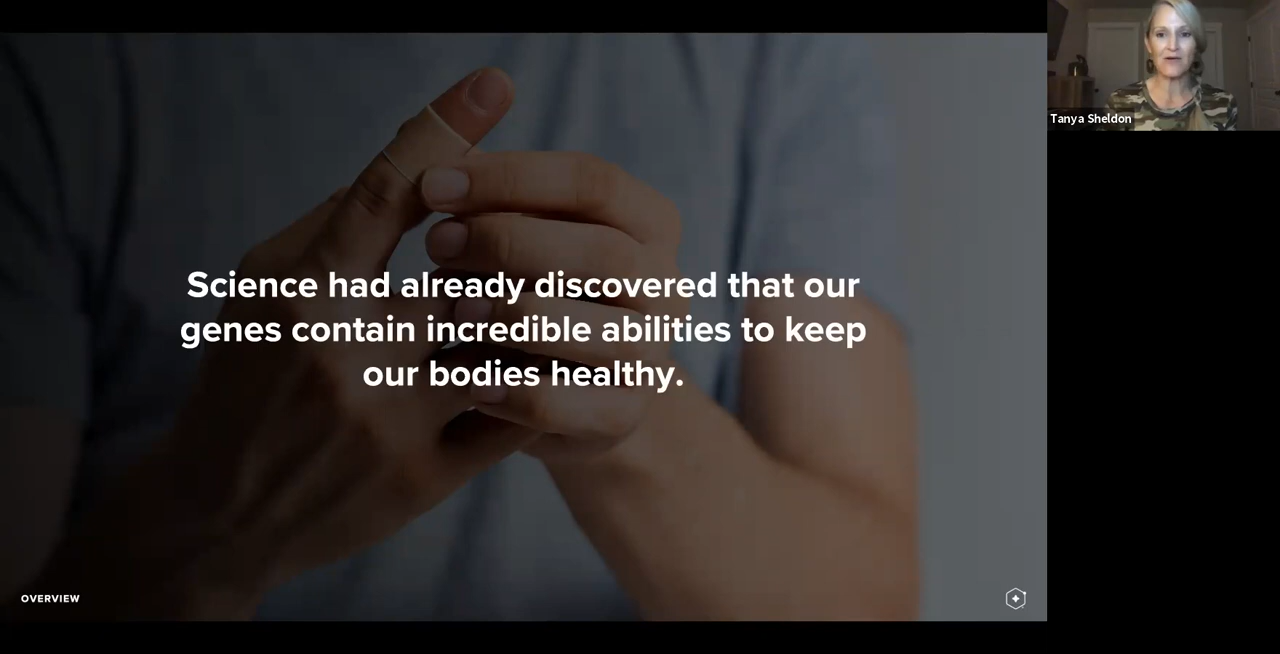 Tanya Sheldon
Science had already discovered that our
genes contain incredible abilities to keep
our bodies healthy.
OVERVIEW